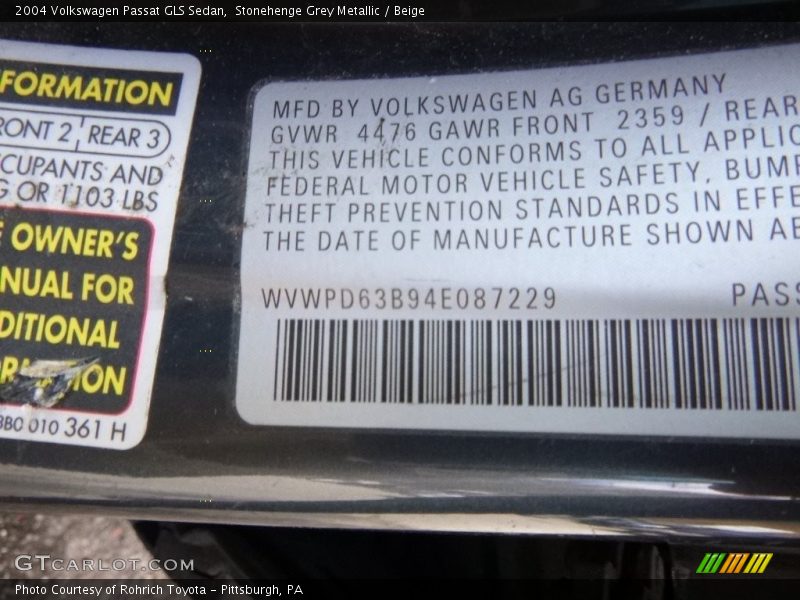 2004 Volkswagen Passat GLS Sedan,  Stonehenge Grey Metallic / Beige
FORMATION
RONT 2 REAR 3
CUPANTS AND
G OR 1103 LBS
E OWNER'S
NUAL FOR
DITIONAL
ION
3B0 010 361 H
MFD BY VOLKSWAGEN AG GERMANY
GVWR 4476 GAWR FRONT 2359 / REAR
THIS VEHICLE CONFORMS TO ALL APPLIC
FEDERAL MOTOR VEHICLE SAFETY, BUMP
THEFT PREVENTION STANDARDS IN EFFE
THE DATE OF MANUFACTURE SHOWN AB
WVWPD63B94E087229 PASS
GTCARLOT.COM
Photo Courtesy of Rohrich Toyota - Pittsburgh, PA